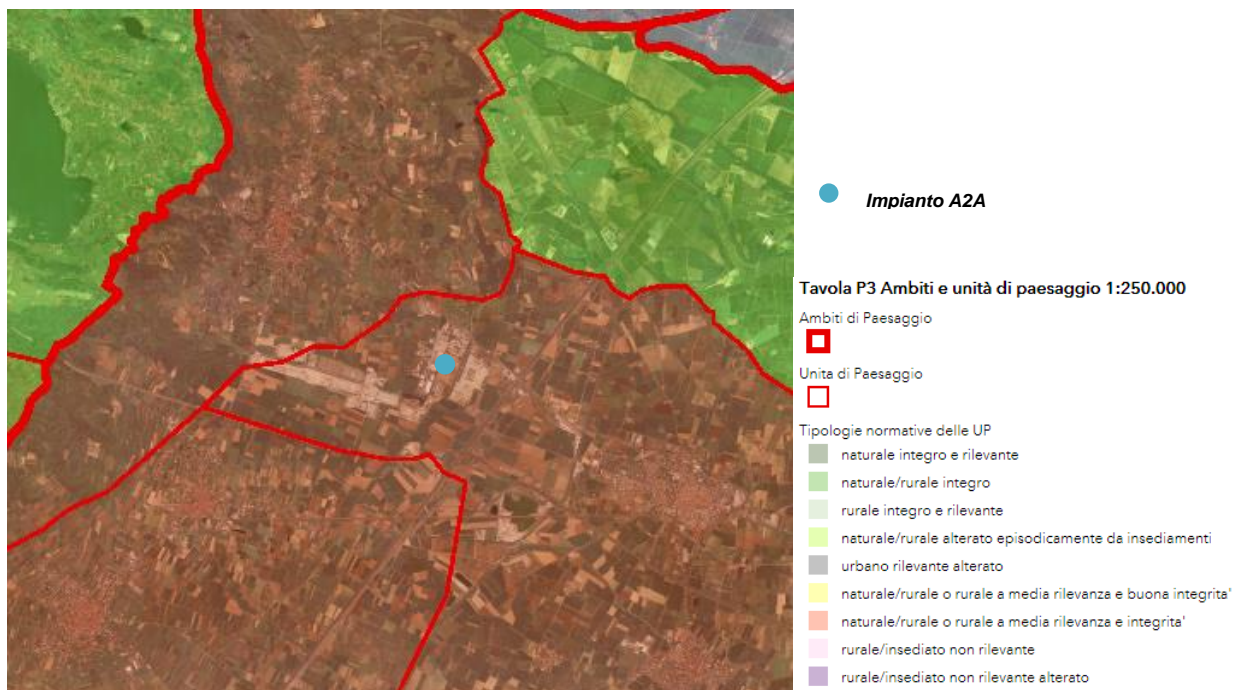 Impianto A2A
Tavola P3 Ambiti e unità di paesaggio 1:250.000
Ambiti di Paesaggio
Unita di Paesaggio
Tipologie normative delle UP
naturale integro e rilevante
naturale/rurale integro
rurale integro e rilevante
naturale/rurale alterato episodicamente da insediamenti
urbano rilevante alterato
naturale/rurale o rurale a media rilevanza e buona integrita'
naturale/rurale o rurale a media rilevanza e integrita'
rurale/insediato non rilevante
rurale/insediato non rilevante alterato